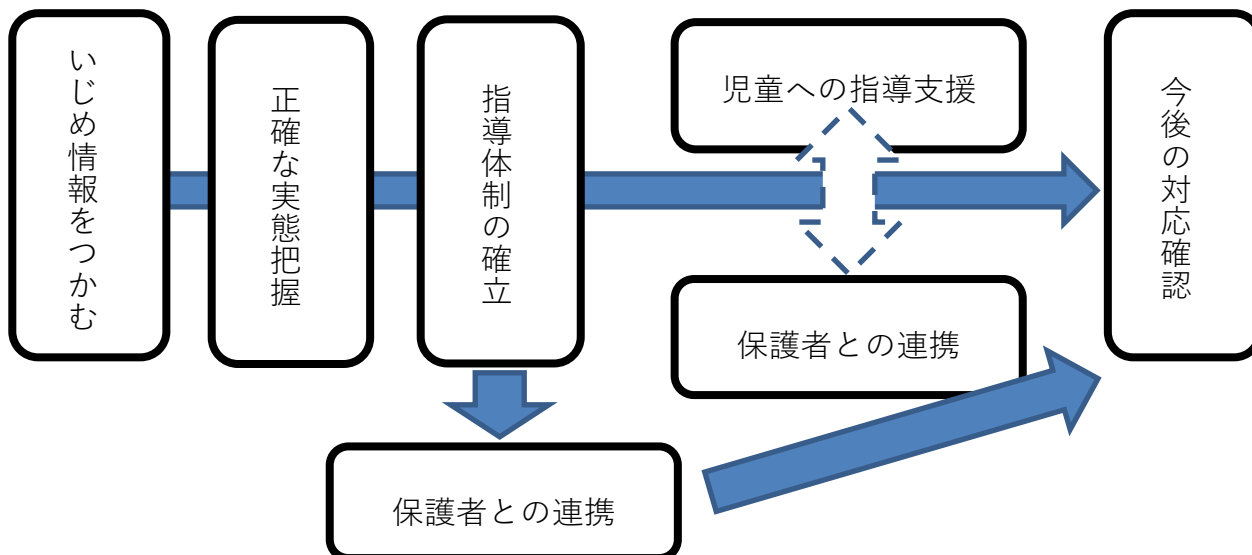 いじめ情報をつかむ
正確な実態把握
指導体制の確立
児童への指導支援
保護者との連携
保護者との連携
今後の対応確認